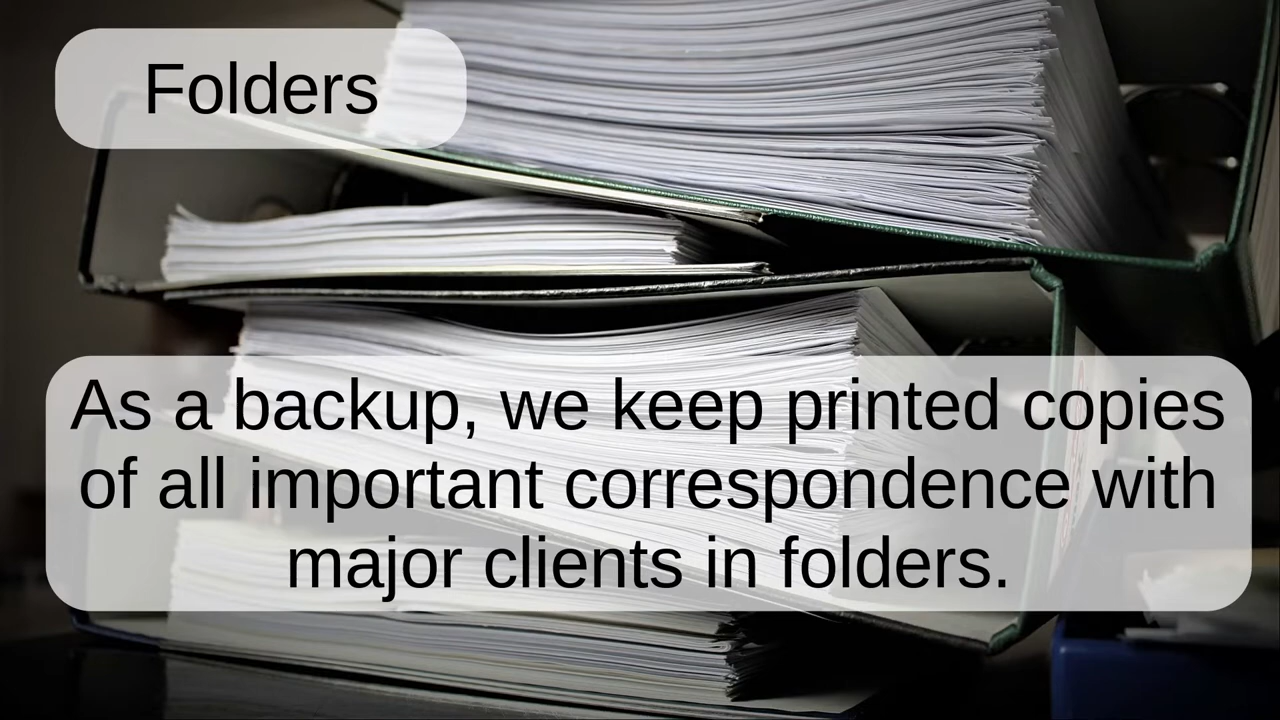 Folders
As a backup, we keep printed copies
of all important correspondence with
major clients in folders.